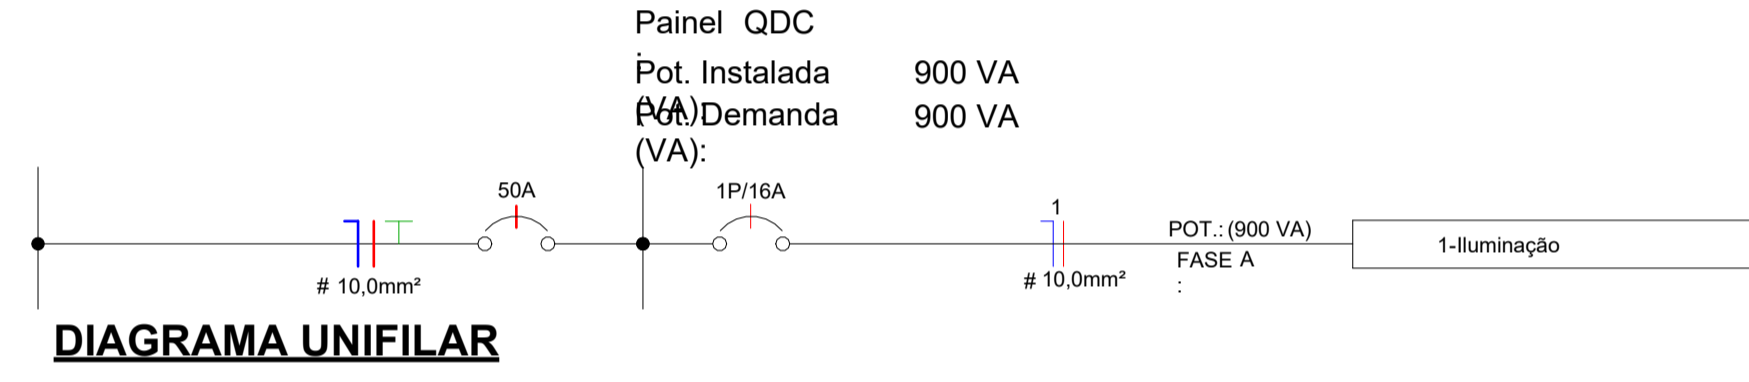 Painel QDC
:
Pot. Instalada 900 VA
(VA):
Pot. Demanda 900 VA
(VA):
50A
1P/16A
1
# 10,0mm²
# 10,0mm²
POT.: (900 VA)
FASE A
:
1-Iluminação
DIAGRAMA UNIFILAR